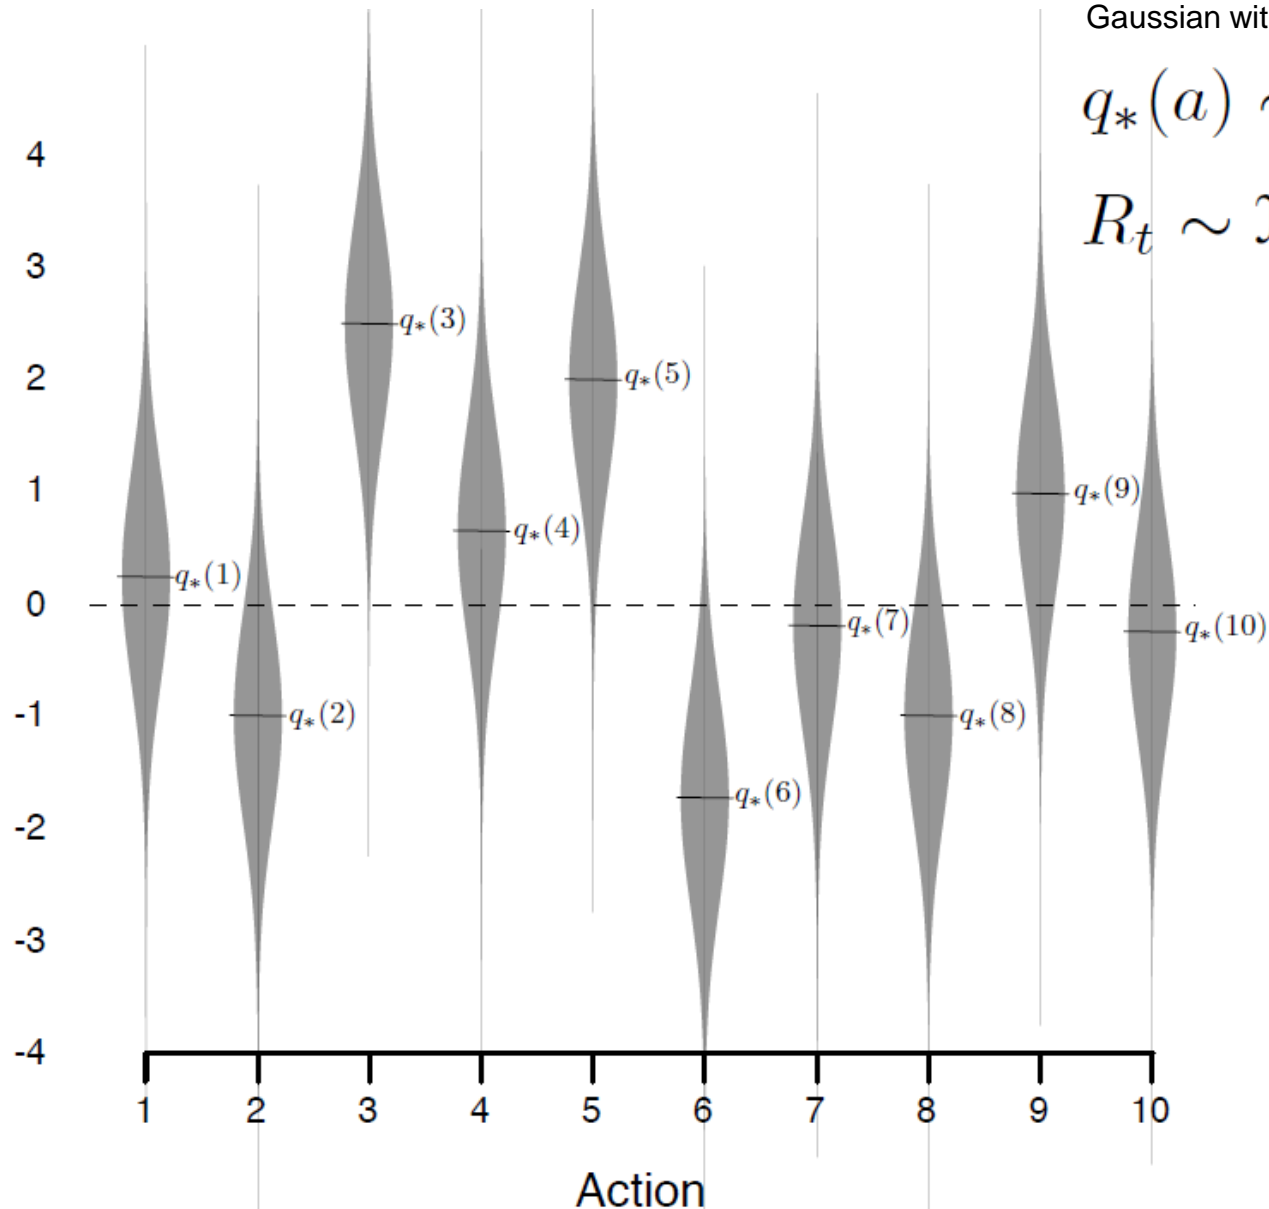 Gaussian wit
q∗(a) ~
R_t ∼
4
3
2
1
0
-1
-2
-3
-4
q∗(3)
q∗(5)
q∗(9)
q∗(4)
q∗(1)
q∗(7)
q∗(10)
q∗(2)
q∗(8)
q∗(6)
1 2 3 4 5 6 7 8 9 10
Action